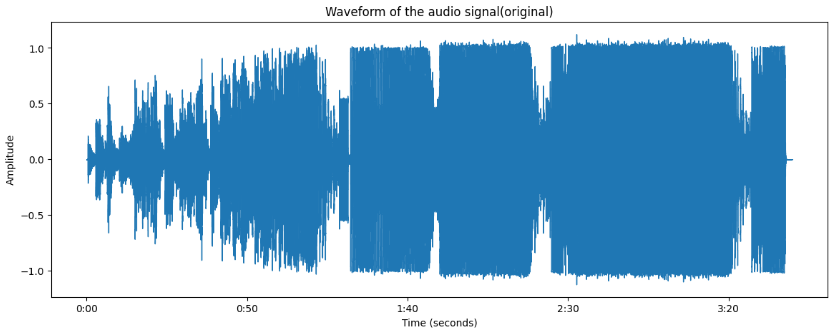 Waveform of the audio signal(original)
Amplitude
1.0
0.5
0.0
−0.5
−1.0
0:00 0:50 1:40 2:30 3:20
Time (seconds)